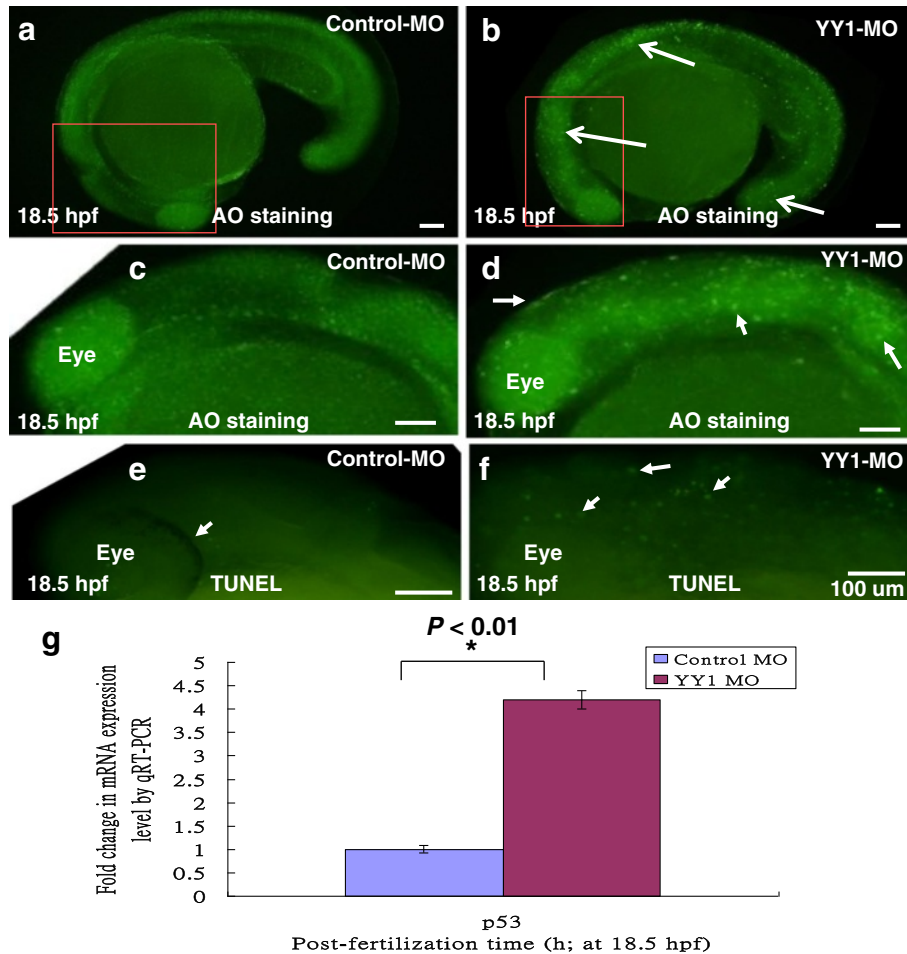 a
Control-MO
18.5 hpf
AO staining
b
YY1-MO
18.5 hpf
AO staining
c
Control-MO
Eye
18.5 hpf
AO staining
d
YY1-MO
Eye
18.5 hpf
AO staining
e
Control-MO
Eye
18.5 hpf
TUNEL
f
YY1-MO
Eye
18.5 hpf
TUNEL
100 um
g
P < 0.01
*
Control MO
YY1 MO
Fold change in mRNA expression
level by qRT-PCR
5
4.5
4
3.5
3
2.5
2
1.5
1
0.5
0
p53
Post-fertilization time (h; at 18.5 hpf)